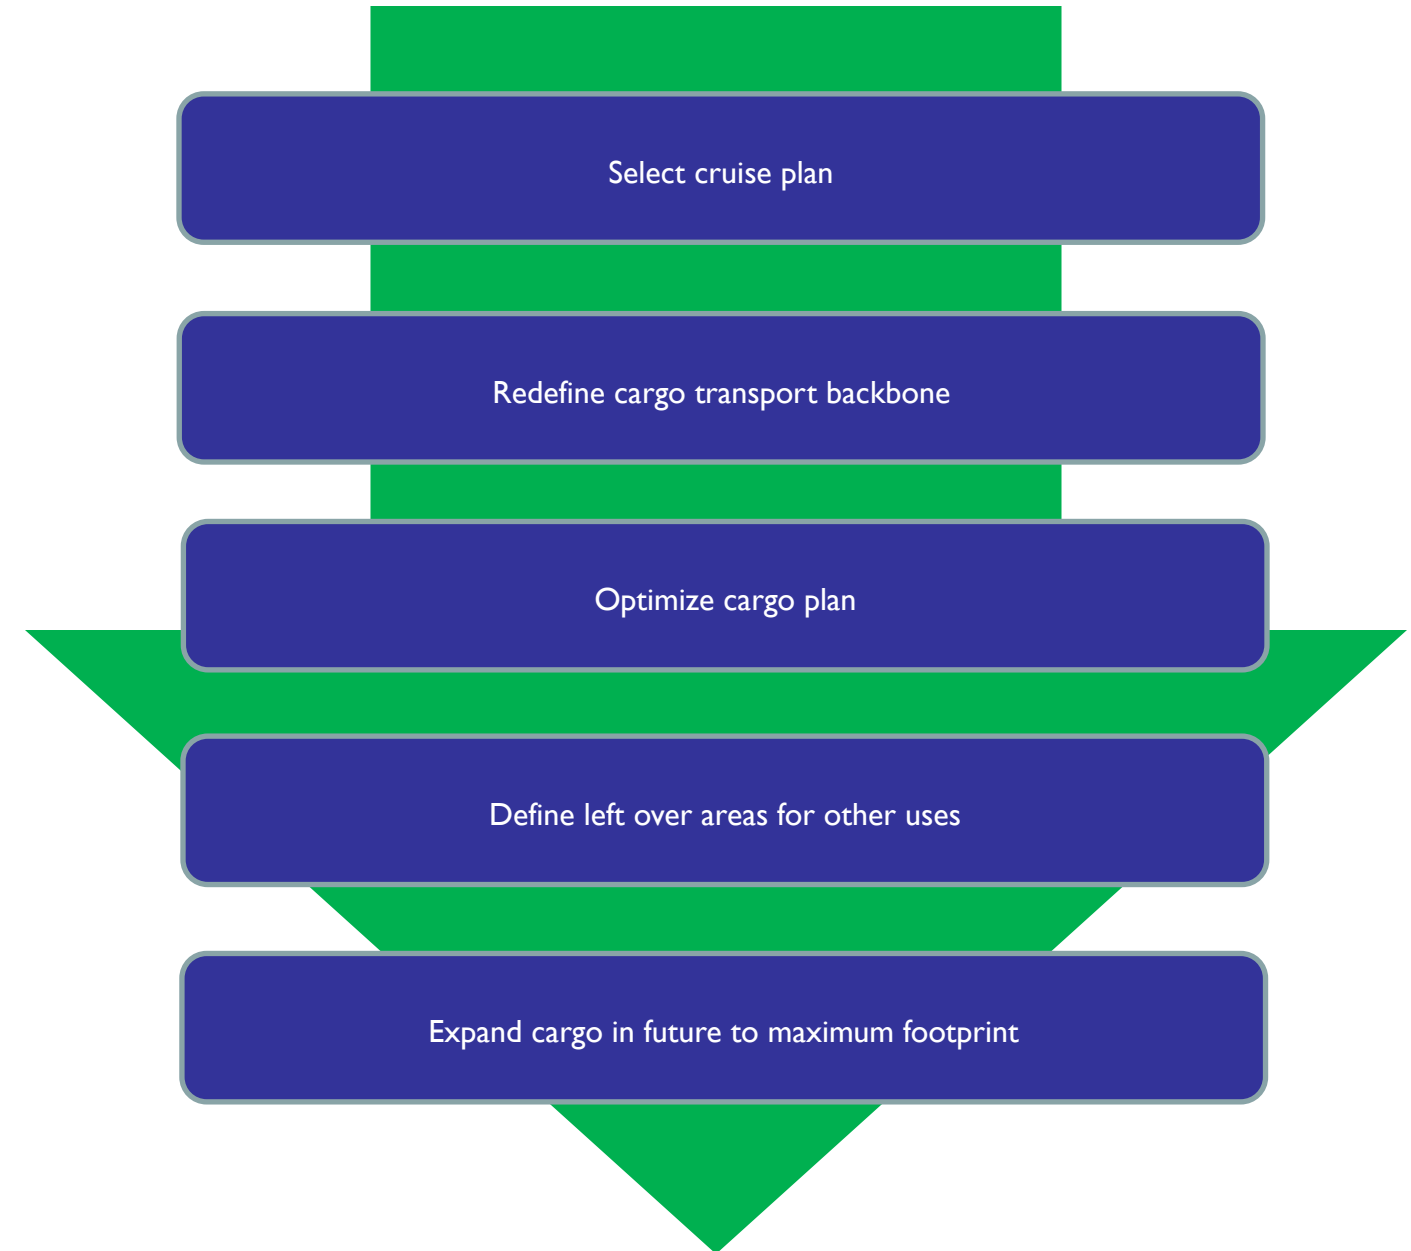 Select cruise plan
Redefine cargo transport backbone
Optimize cargo plan
Define left over areas for other uses
Expand cargo in future to maximum footprint